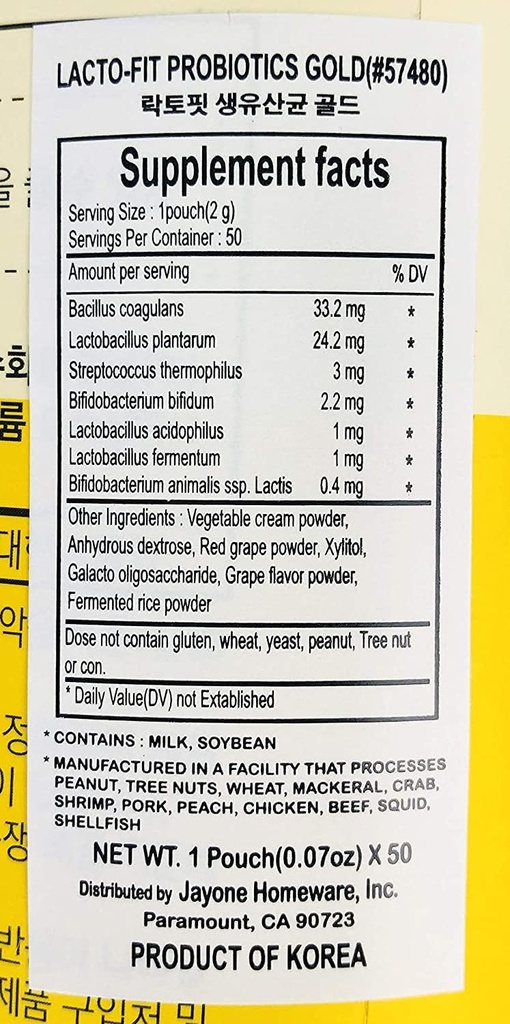 LACTO-FIT PROBIOTICS GOLD(#57480)
락토핏 생유산균 골드
Supplement facts
Serving Size : 1pouch(2 g)
Servings Per Container : 50
Amount per serving % DV
Bacillus coagulans 33.2 mg *
Lactobacillus plantarum 24.2 mg *
Streptococcus thermophilus 3 mg *
Bifidobacterium bifidum 2.2 mg *
Lactobacillus acidophilus 1 mg *
Lactobacillus fermentum 1 mg *
Bifidobacterium animalis ssp. Lactis 0.4 mg *
Other Ingredients : Vegetable cream powder,
Anhydrous dextrose, Red grape powder, Xylitol,
Galacto oligosaccharide, Grape flavor powder,
Fermented rice powder
Dose not contain gluten, wheat, yeast, peanut, Tree nut
or con.
* Daily Value(DV) not Extablished
* CONTAINS : MILK, SOYBEAN
* MANUFACTURED IN A FACILITY THAT PROCESSES
PEANUT, TREE NUTS, WHEAT, MACKERAL, CRAB,
SHRIMP, PORK, PEACH, CHICKEN, BEEF, SQUID,
SHELLFISH
NET WT. 1 Pouch(0.07oz) X 50
Distributed by Jayone Homeware, Inc.
Paramount, CA 90723
PRODUCT OF KOREA